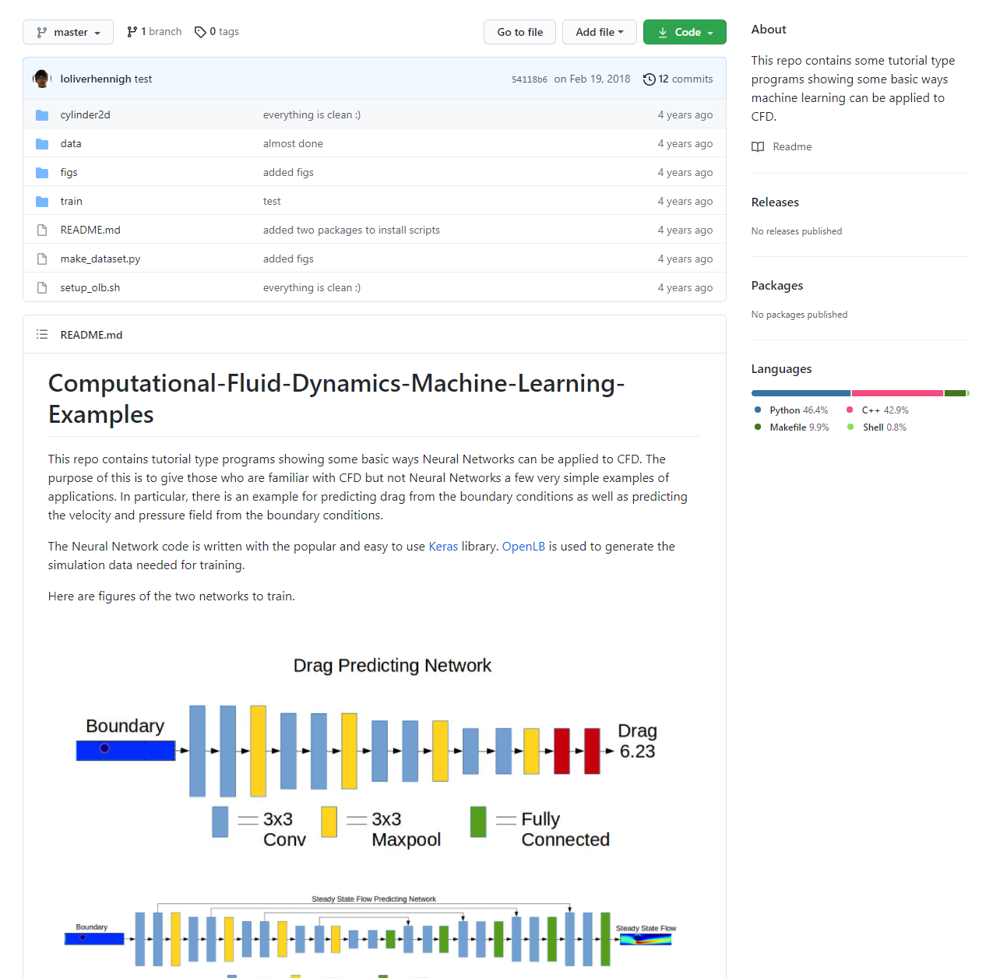 master
1 branch
0 tags
Go to file
Add file
Code
loliverhennigh test
54118b6 on Feb 19, 2018
12 commits
cylinder2d
everything is clean :)
4 years ago
data
almost done
4 years ago
figs
added figs
4 years ago
train
test
4 years ago
README.md
added two packages to install scripts
4 years ago
make_dataset.py
added figs
4 years ago
setup_olb.sh
everything is clean :)
4 years ago
README.md
Computational-Fluid-Dynamics-Machine-Learning-
Examples
This repo contains tutorial type programs showing some basic ways Neural Networks can be applied to CFD. The
purpose of this is to give those who are familiar with CFD but not Neural Networks a few very simple examples of
applications. In particular, there is an example for predicting drag from the boundary conditions as well as predicting
the velocity and pressure field from the boundary conditions.
The Neural Network code is written with the popular and easy to use Keras library. OpenLB is used to generate the
simulation data needed for training.
Here are figures of the two networks to train.
Drag Predicting Network
Boundary
Drag
6.23
3x3
Conv
3x3
Maxpool
Fully
Connected
Steady State Flow Predicting Network
Boundary
Steady State Flow
About
This repo contains some tutorial type
programs showing some basic ways
machine learning can be applied to
CFD.
Readme
Releases
No releases published
Packages
No packages published
Languages
Python 46.4%
C++ 42.9%
Makefile 9.9%
Shell 0.8%